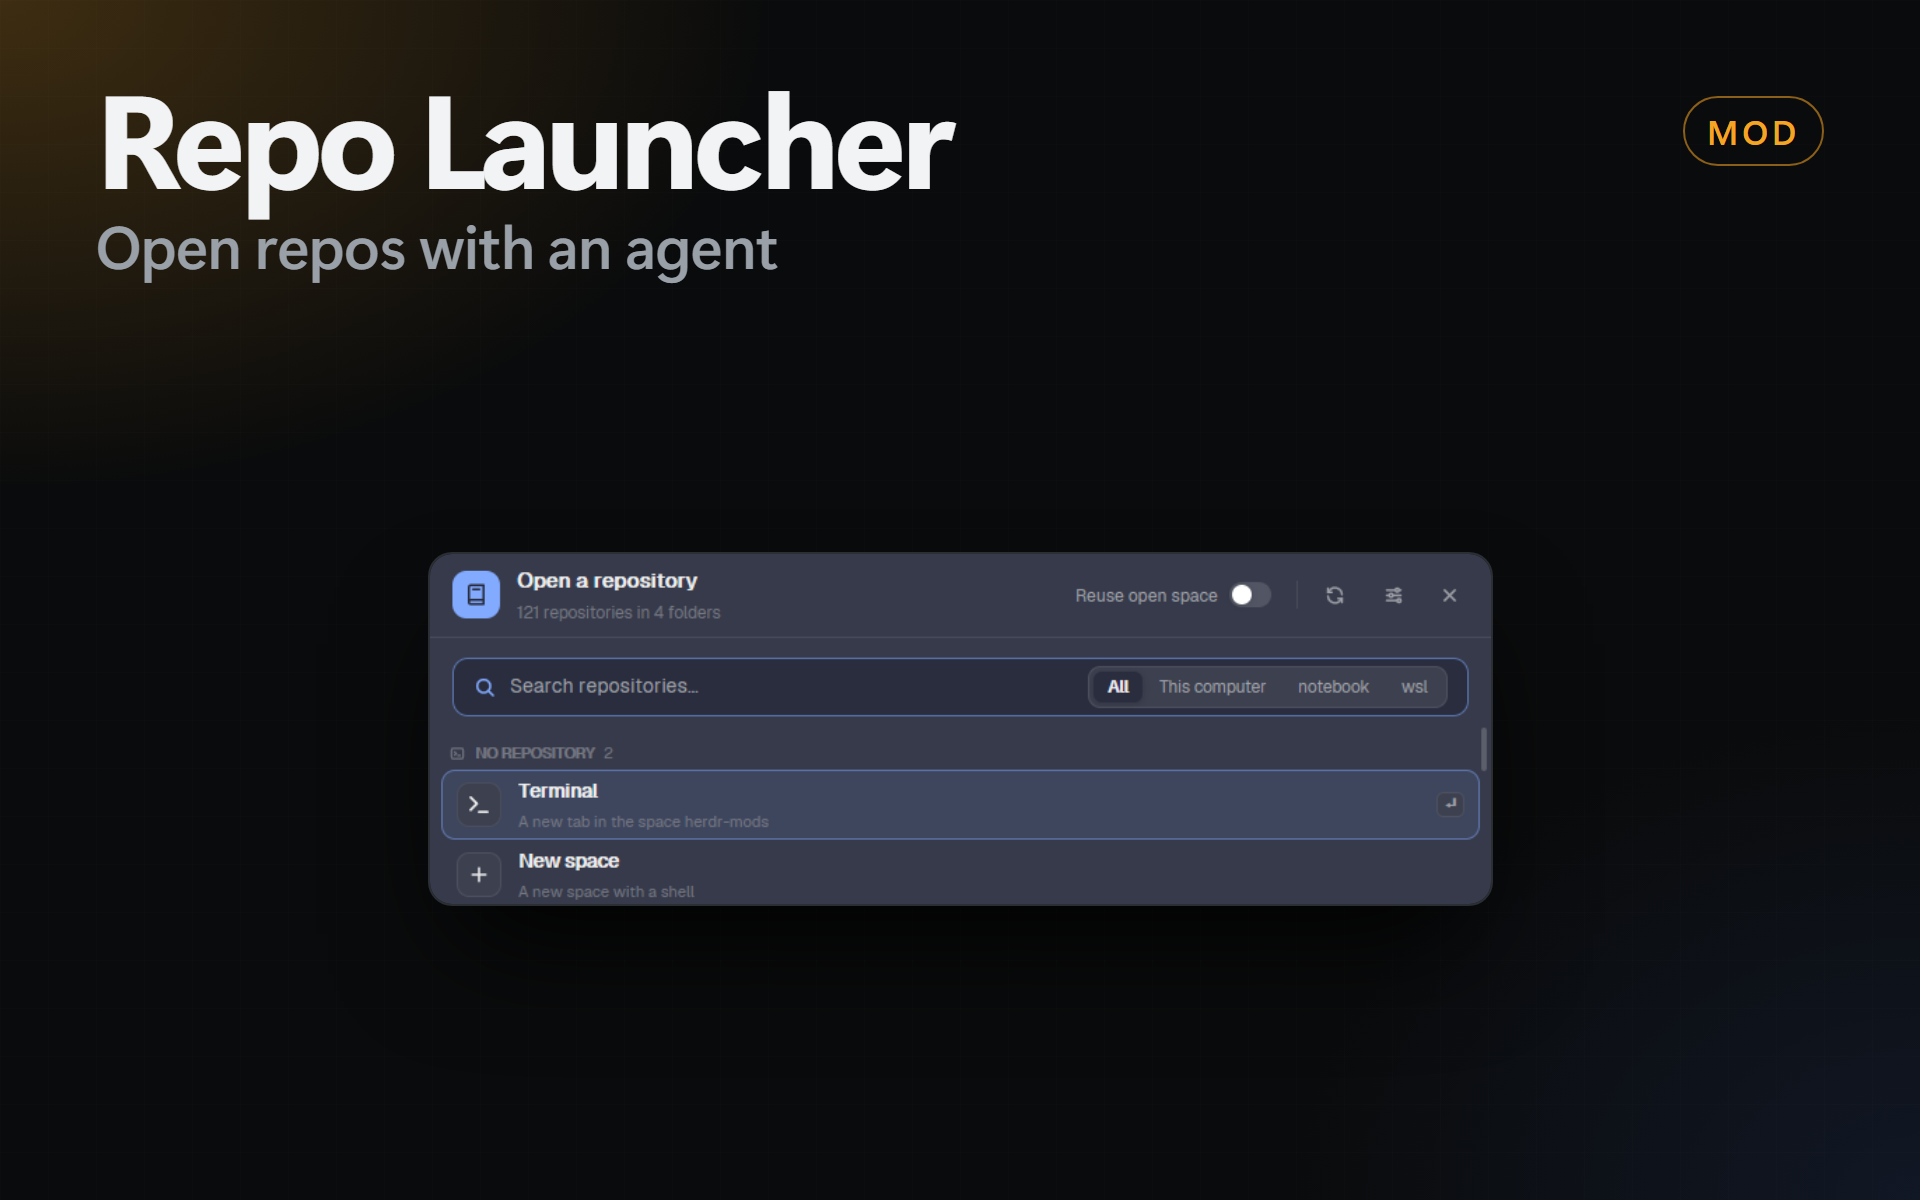 Repo Launcher
MOD
Open repos with an agent
Open a repository
121 repositories in 4 folders
Reuse open space
Search repositories...
All
This computer
notebook
wsl
NO REPOSITORY 2
Terminal
A new tab in the space herdr-mods
New space
A new space with a shell